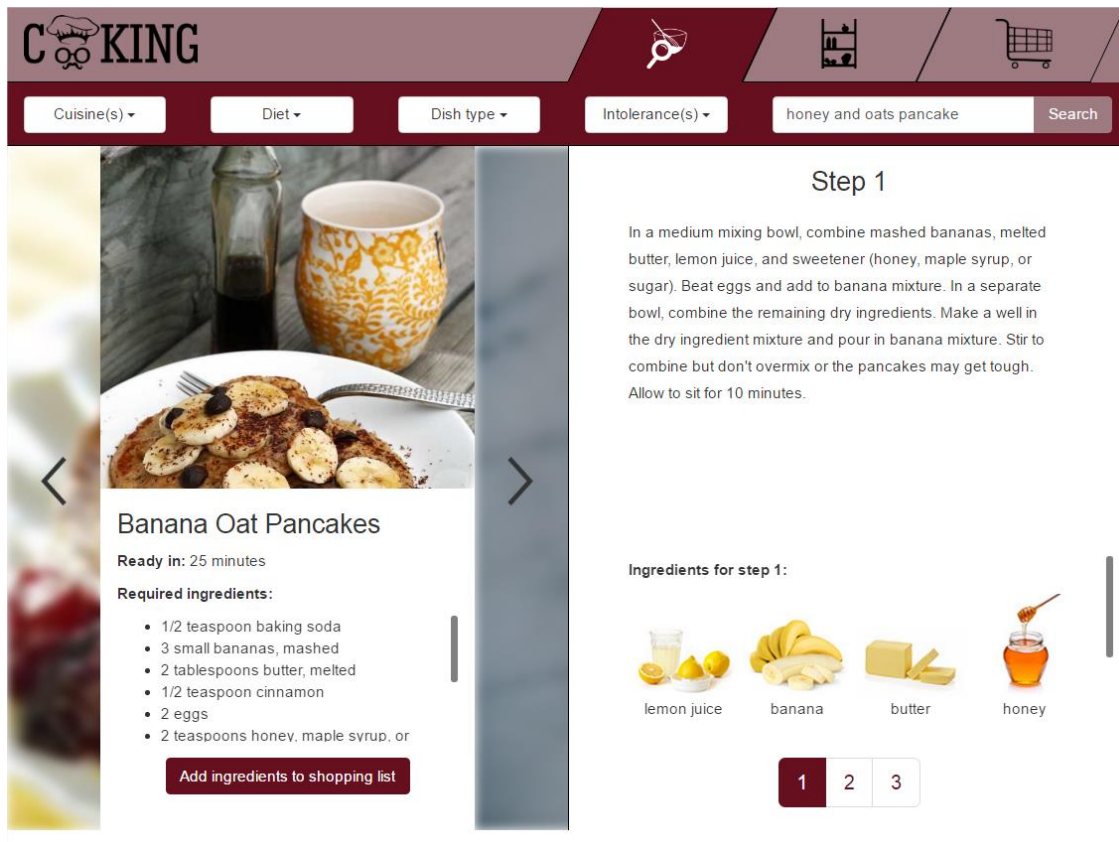 COOKING
Cuisine(s)
Diet
Dish type
Intolerance(s)
honey and oats pancake
Search
Banana Oat Pancakes
Ready in: 25 minutes
Required ingredients:
1/2 teaspoon baking soda
3 small bananas, mashed
2 tablespoons butter, melted
1/2 teaspoon cinnamon
2 eggs
2 teaspoons honey, maple syrup, or
Add ingredients to shopping list
Step 1
In a medium mixing bowl, combine mashed bananas, melted
butter, lemon juice, and sweetener (honey, maple syrup, or
sugar). Beat eggs and add to banana mixture. In a separate
bowl, combine the remaining dry ingredients. Make a well in
the dry ingredient mixture and pour in banana mixture. Stir to
combine but don't overmix or the pancakes may get tough.
Allow to sit for 10 minutes.
Ingredients for step 1:
lemon juice
banana
butter
honey
1 2 3